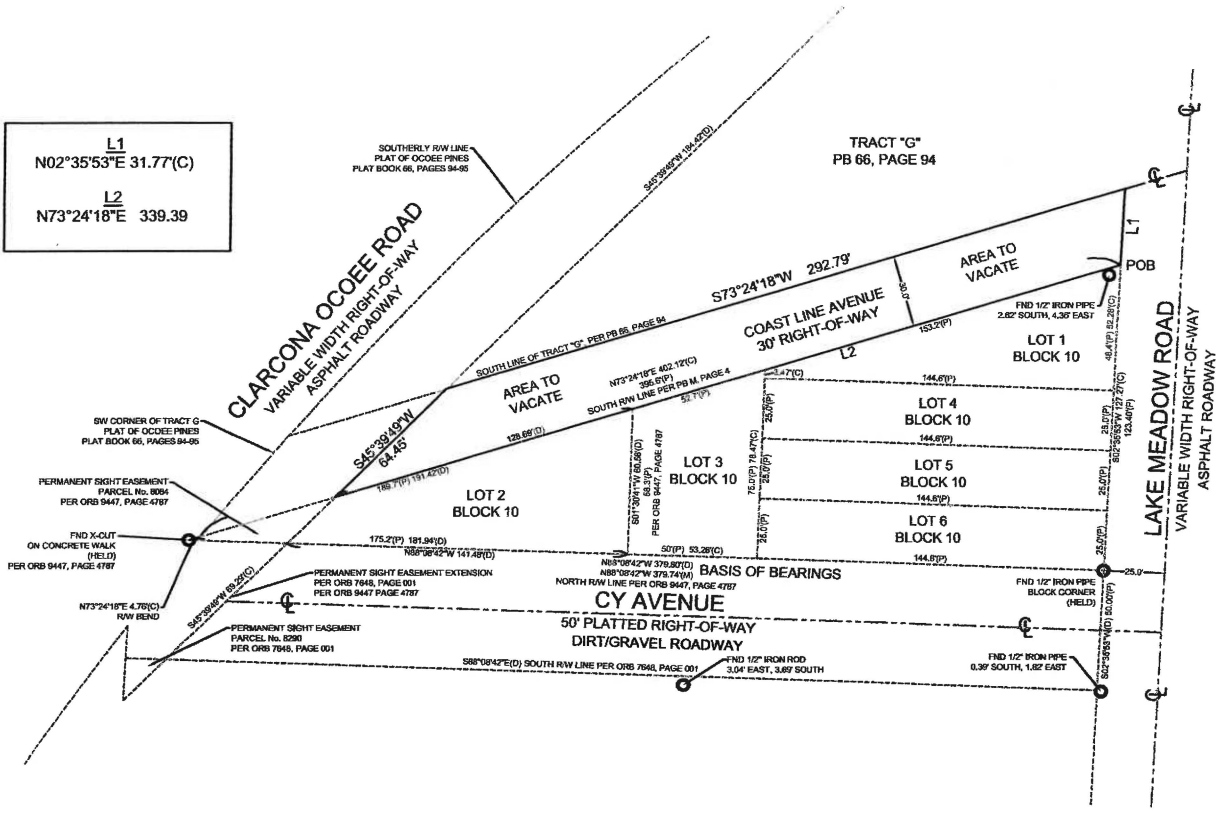 L1
N02°35'53"E 31.77'(C)
L2
N73°24'18"E 339.39
SOUTHERLY R/W LINE
PLAT OF OCOEE PINES
PLAT BOOK 66, PAGES 94-95
S45°39'49"W 184.42'(D)
TRACT "G"
PB 66, PAGE 94
CLARCONA OCOEE ROAD
VARIABLE WIDTH RIGHT-OF-WAY
ASPHALT ROADWAY
S73°24'18"W 292.79'
SOUTH LINE OF TRACT "G" PER PB 66, PAGE 94
AREA TO
VACATE
L1
POB
COAST LINE AVENUE
30' RIGHT-OF-WAY
30.0'
153.2'(P)
L2
AREA TO
VACATE
N73°24'18"E 402.12'(C)
395.6'(P)
SOUTH R/W LINE PER PB M, PAGE 4
52.7'(P)
FND 1/2" IRON PIPE
2.62' SOUTH, 4.36' EAST
LOT 1
BLOCK 10
48.4'(P) 52.28'(C)
3.47'(C)
144.6'(P)
SW CORNER OF TRACT G
PLAT OF OCOEE PINES
PLAT BOOK 66, PAGES 94-95
S45°39'49"W
64.45'
128.69'(D)
189.7'(P) 191.42'(D)
LOT 2
BLOCK 10
S01°30'41"W 60.56'(D)
59.3'(P)
PER ORB 9447, PAGE 4787
LOT 3
BLOCK 10
75.0'(P) 78.47'(C)
25.0'(P)
25.0'(P)
25.0'(P)
LOT 4
BLOCK 10
144.6'(P)
LOT 5
BLOCK 10
144.6'(P)
LOT 6
BLOCK 10
144.6'(P)
25.0'(P)
25.0'(P)
25.0'(P)
S02°35'53"W 127.27'(C)
123.40'(P)
LAKE MEADOW ROAD
VARIABLE WIDTH RIGHT-OF-WAY
ASPHALT ROADWAY
PERMANENT SIGHT EASEMENT
PARCEL No. 8084
PER ORB 9447, PAGE 4787
FND X-CUT
ON CONCRETE WALK
(HELD)
PER ORB 9447, PAGE 4787
175.2'(P) 181.94'(D)
N88°08'42"W 141.48'(D)
50'(P) 53.26'(C)
N88°08'42"W 379.80'(D)
N88°08'42"W 379.74'(M)
BASIS OF BEARINGS
NORTH R/W LINE PER ORB 9447, PAGE 4787
PERMANENT SIGHT EASEMENT EXTENSION
PER ORB 7648, PAGE 001
PER ORB 9447 PAGE 4787
N73°24'18"E 4.76'(C)
R/W BEND
S45°39'49"W 69.29'(C)
CY AVENUE
50' PLATTED RIGHT-OF-WAY
DIRT/GRAVEL ROADWAY
FND 1/2" IRON PIPE
BLOCK CORNER
(HELD)
25.0'
PERMANENT SIGHT EASEMENT
PARCEL No. 8290
PER ORB 7648, PAGE 001
S88°08'42"E(D) SOUTH R/W LINE PER ORB 7648, PAGE 001
FND 1/2" IRON ROD
3.04' EAST, 3.69' SOUTH
FND 1/2" IRON PIPE
0.39' SOUTH, 1.82' EAST
S02°35'53"W(D) 50.00'(P)